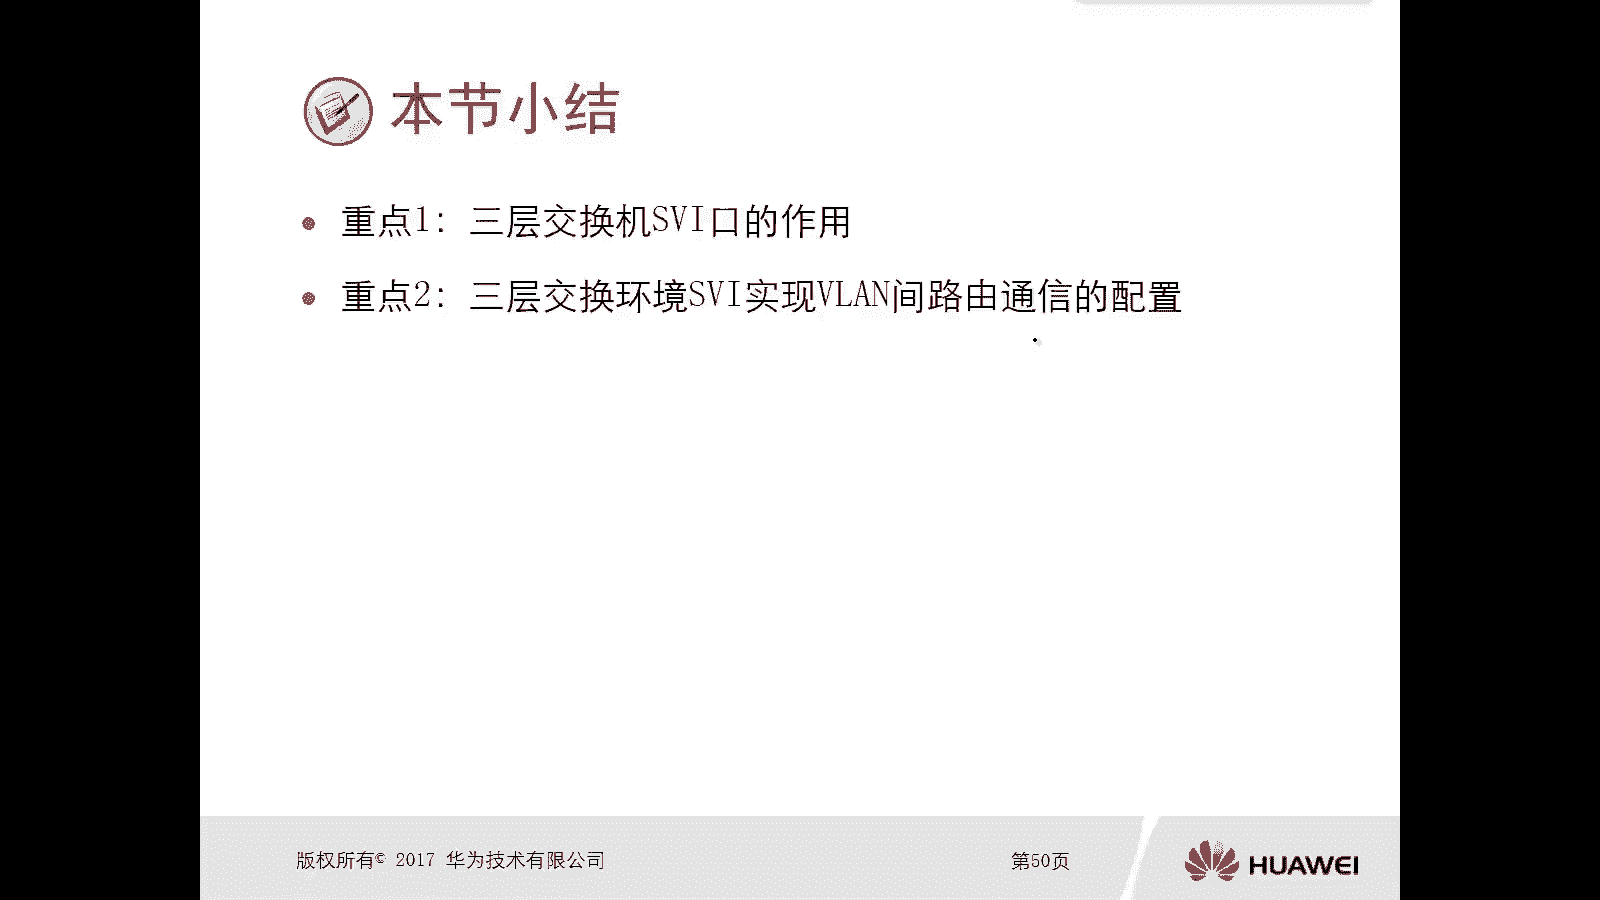 本节小结
重点1：三层交换机SVI口的作用
重点2：三层交换环境SVI实现VLAN间路由通信的配置
版权所有© 2017 华为技术有限公司
第50页
HUAWEI